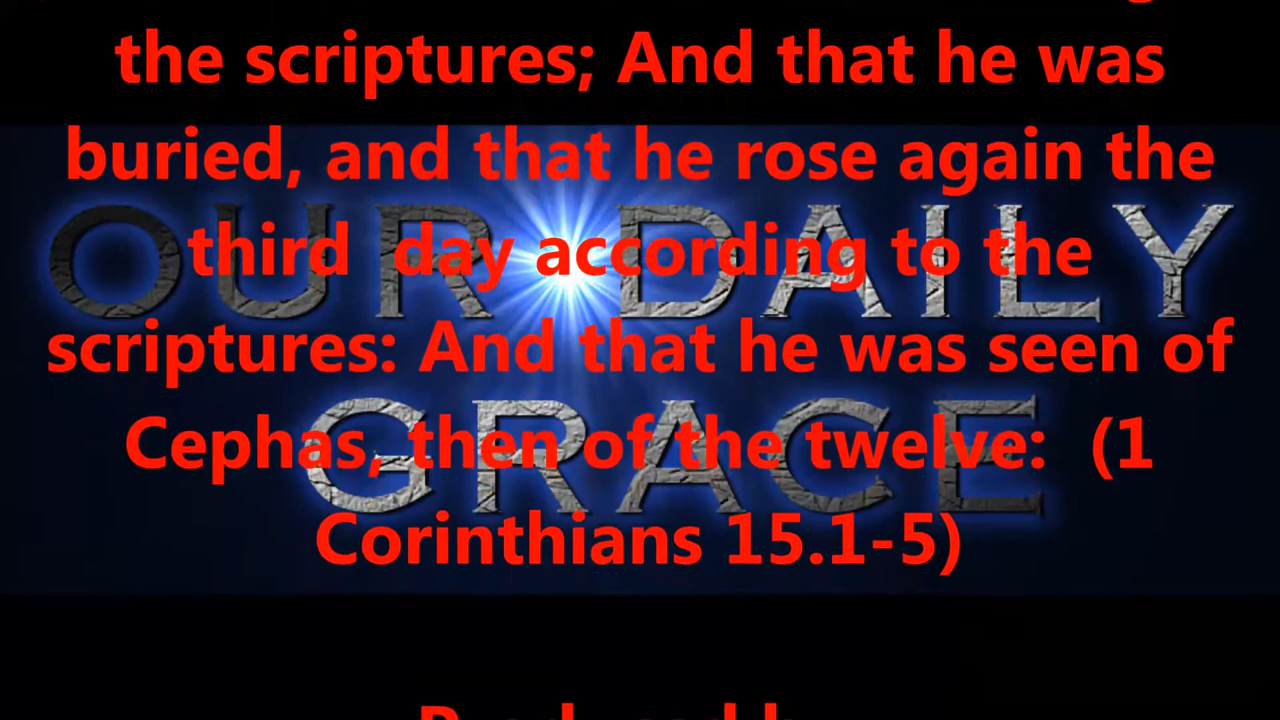 the scriptures; And that he was
buried, and that he rose again the
third day according to the
scriptures: And that he was seen of
Cephas, then of the twelve: (1
Corinthians 15.1-5)
OUR DAILY
GRACE